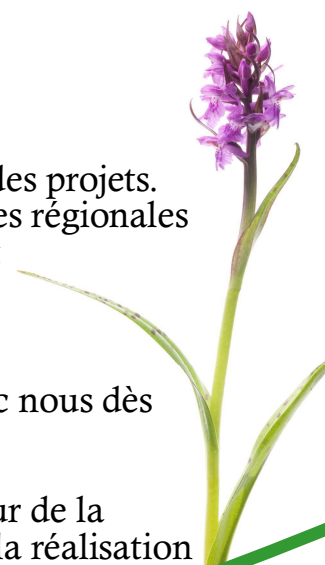 des projets.
es régionales
c nous dès
ur de la
la réalisation